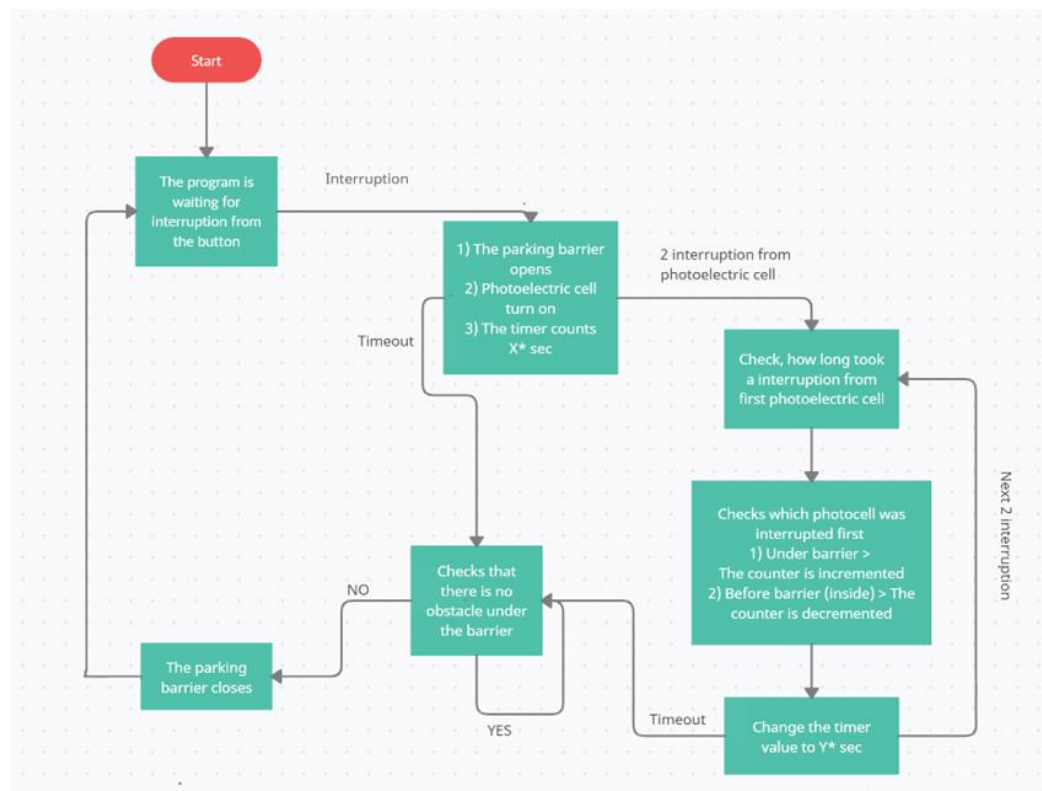 Start
The program is
waiting for
interruption from
the button
Interruption
1) The parking barrier
opens
2) Photoelectric cell
turn on
3) The timer counts
X* sec
2 interruption from
photoelectric cell
Timeout
Check, how long took
a interruption from
first photoelectric cell
Next 2 interruption
Checks which photocell was
interrupted first
1) Under barrier >
The counter is incremented
2) Before barrier (inside) > The
counter is decremented
Checks that
there is no
obstacle under
the barrier
NO
YES
The parking
barrier closes
Timeout
Change the timer
value to Y* sec